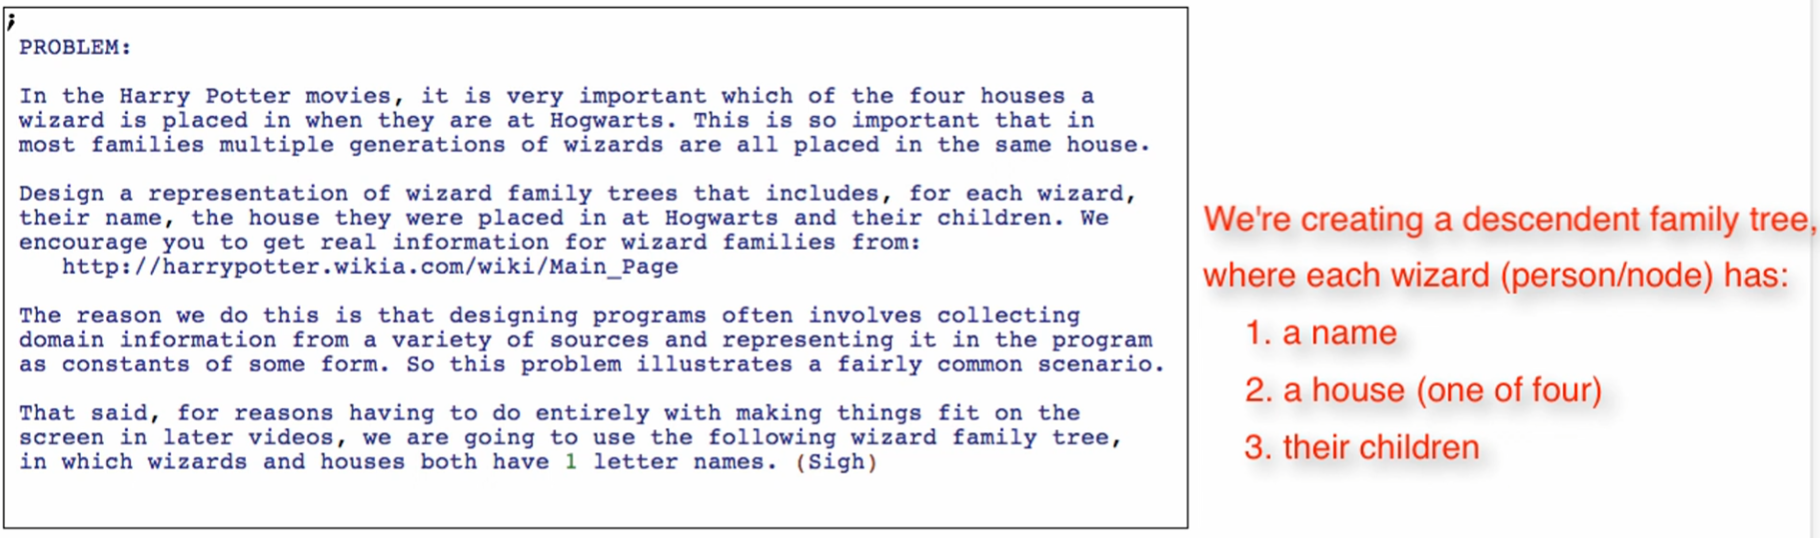 ;
PROBLEM:
In the Harry Potter movies, it is very important which of the four houses a
wizard is placed in when they are at Hogwarts. This is so important that in
most families multiple generations of wizards are all placed in the same house.
Design a representation of wizard family trees that includes, for each wizard,
their name, the house they were placed in at Hogwarts and their children. We
encourage you to get real information for wizard families from:
http://harrypotter.wikia.com/wiki/Main_Page
The reason we do this is that designing programs often involves collecting
domain information from a variety of sources and representing it in the program
as constants of some form. So this problem illustrates a fairly common scenario.
That said, for reasons having to do entirely with making things fit on the
screen in later videos, we are going to use the following wizard family tree,
in which wizards and houses both have 1 letter names. (Sigh)
We're creating a descendent family tree,
where each wizard (person/node) has:
1. a name
2. a house (one of four)
3. their children